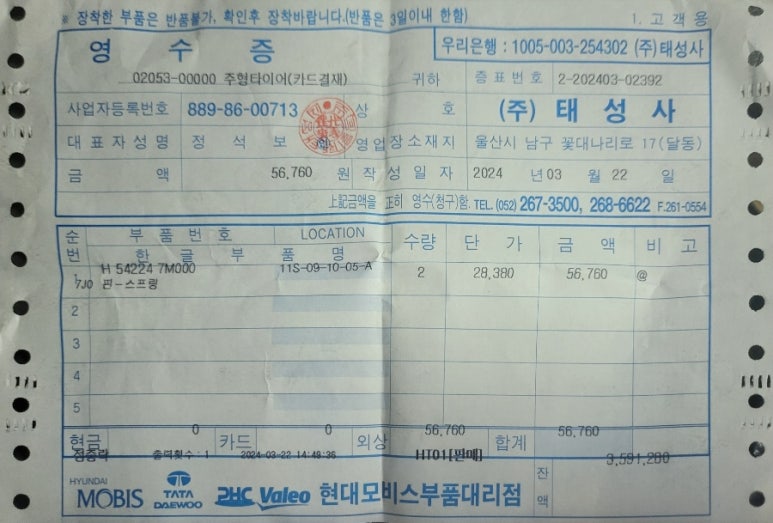 ※ 장착한 부품은 반품불가, 확인후 장착바랍니다.(반품은 3일이내 한함)
1. 고객용
영수증
우리은행 : 1005-003-254302 (주)태성사
02053-00000 주형타이어(카드결재) 귀하
증표번호 2-202403-02392
사업자등록번호 889-86-00713 상호 (주) 태성사
대표자성명 정석보 영업장소재지 울산시 남구 꽃대나리로 17(달동)
금액 56,760 원 작성일자 2024 년 03 월 22 일
上記금액을 正히 영수(청구)함. TEL. (052) 267-3500, 268-6622 F.261-0554
순번 부품번호 LOCATION 수량 단가 금액 비고
한글부품명
1 H 54224 7M000 11S-09-10-05-A 2 28,380 56,760 @
7J0 핀-스프링
2
3
4
5
현금 0 카드 0 외상 56,760 합계 56,760
출력횟수 : 1 2024-03-22 14:48:36 HT01[판매] 3,591,280
잔액
HYUNDAI MOBIS TATA DAEWOO PHC Valeo 현대모비스부품대리점